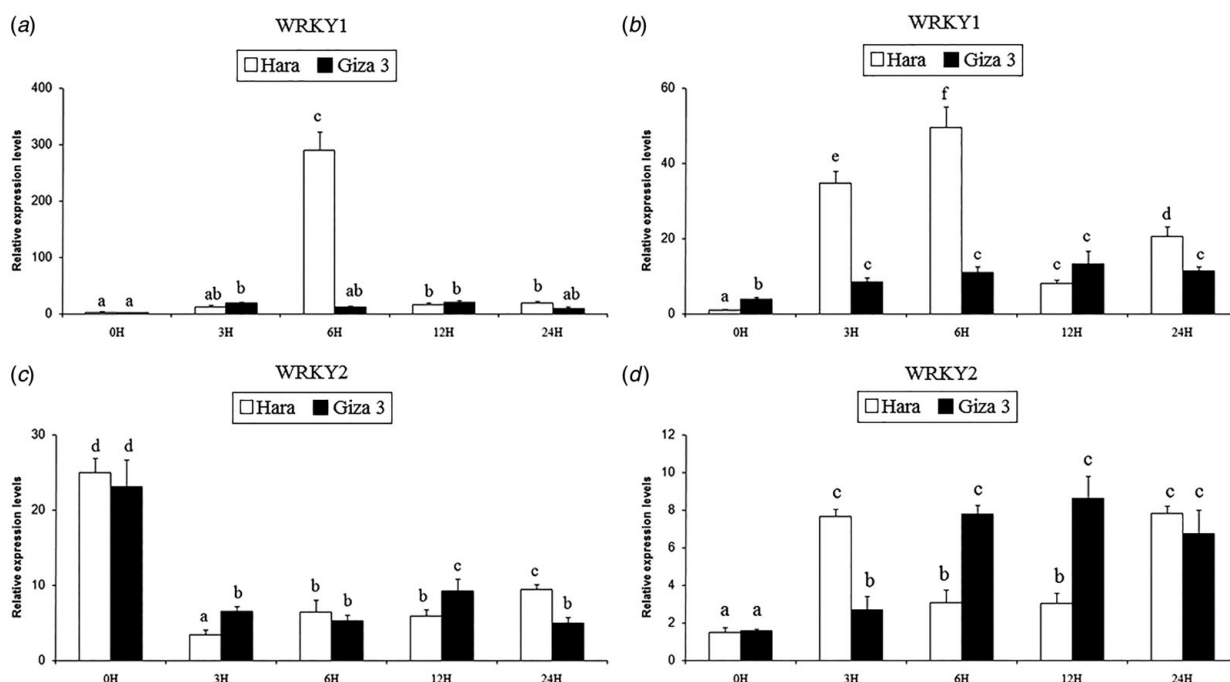 (a)
WRKY1
Hara Giza 3
Relative expression levels
400
300
200
100
0
a a ab b c ab b b b ab
0H 3H 6H 12H 24H
(b)
WRKY1
Hara Giza 3
Relative expression levels
60
40
20
0
a b e c f c c c d c
0H 3H 6H 12H 24H
(c)
WRKY2
Hara Giza 3
Relative expression levels
30
20
10
0
d d a b b b b c c b
0H 3H 6H 12H 24H
(d)
WRKY2
Hara Giza 3
Relative expression levels
12
10
8
6
4
2
0
a a c b b c b c c c
0H 3H 6H 12H 24H